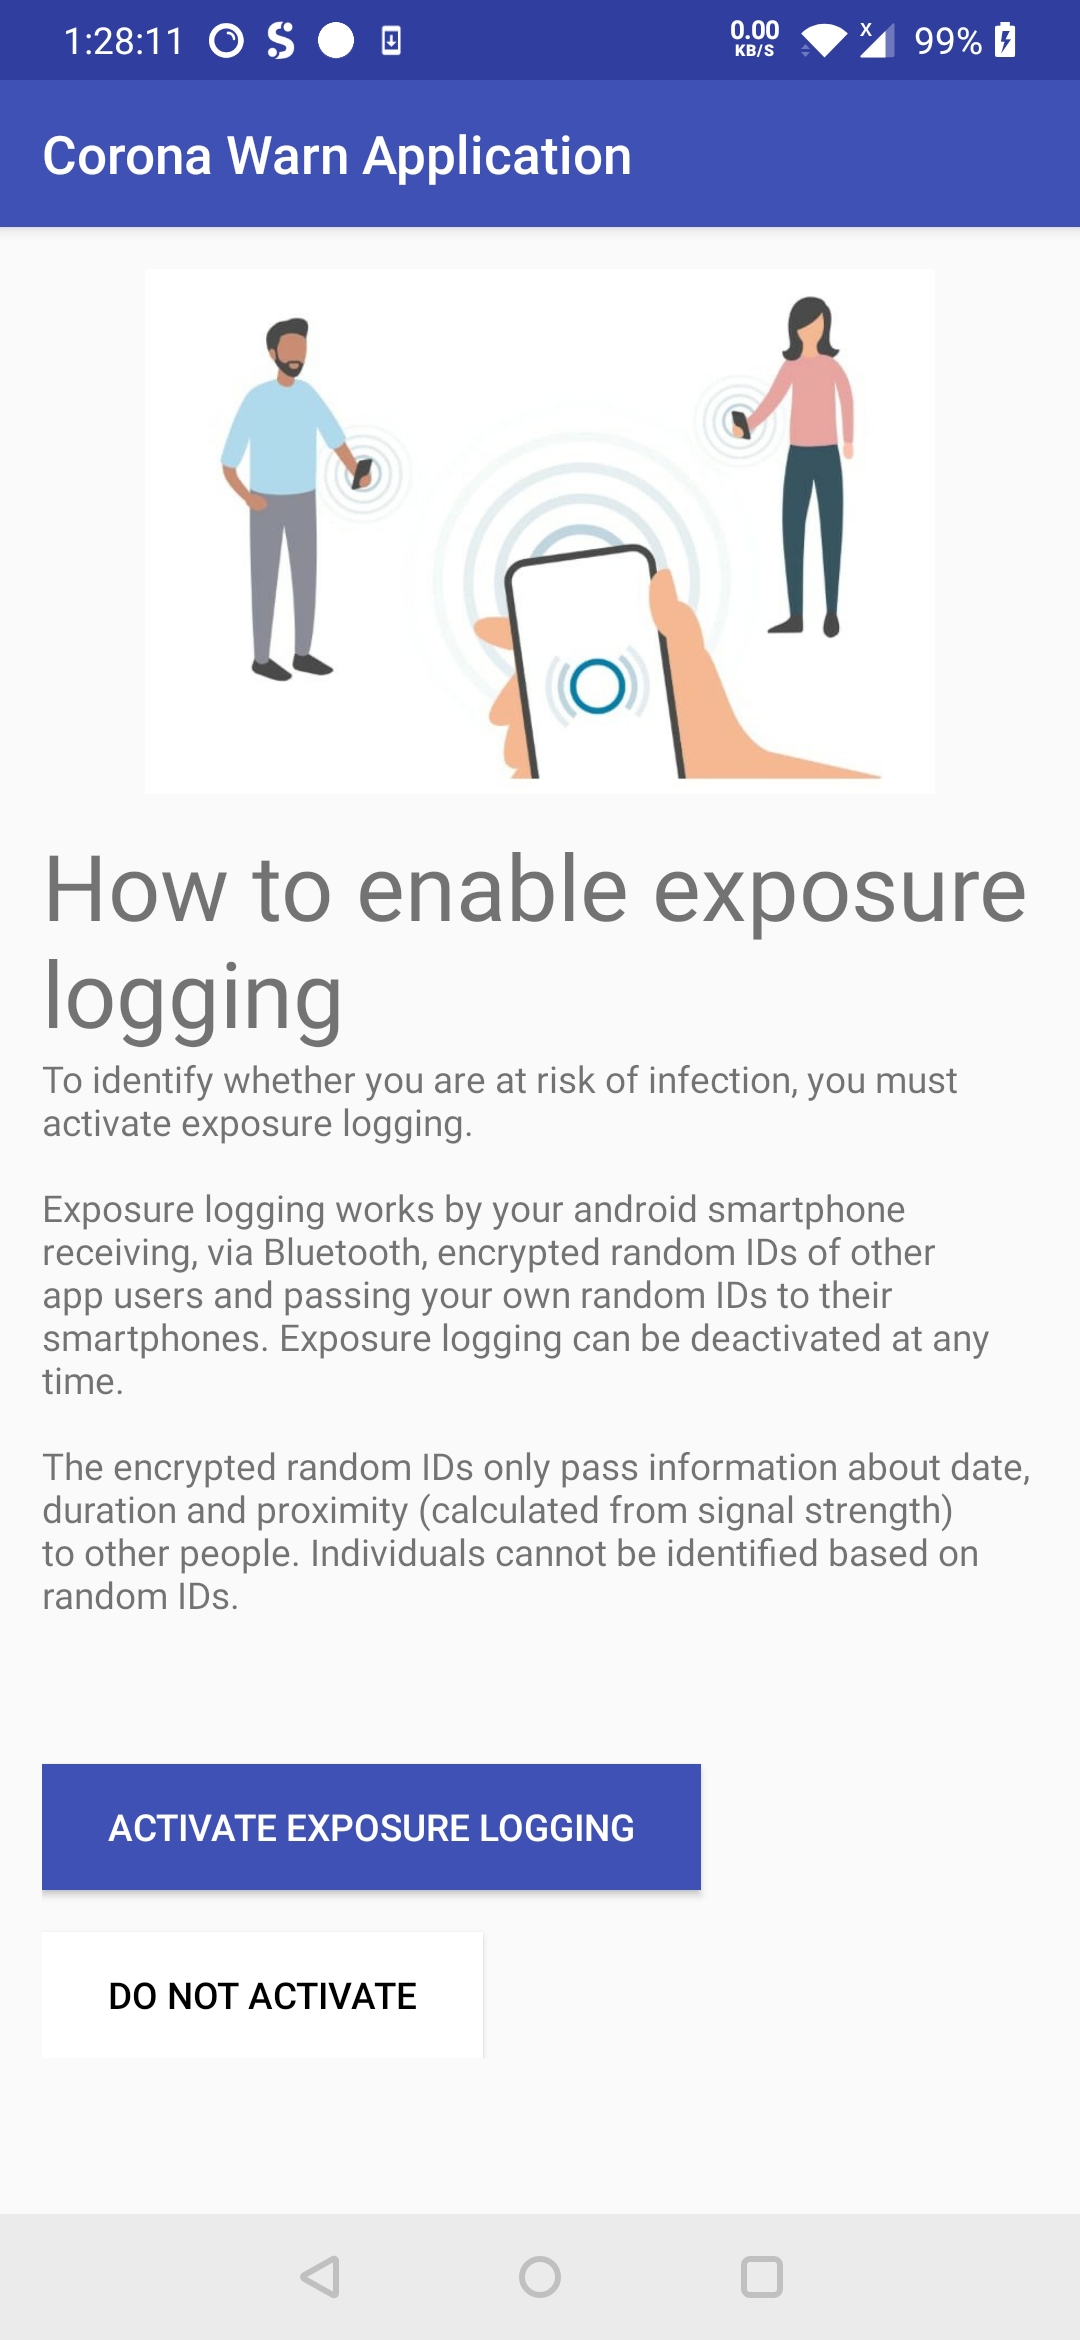 1:28:11
0.00
KB/S
X
99%
Corona Warn Application
How to enable exposure
logging
To identify whether you are at risk of infection, you must
activate exposure logging.
Exposure logging works by your android smartphone
receiving, via Bluetooth, encrypted random IDs of other
app users and passing your own random IDs to their
smartphones. Exposure logging can be deactivated at any
time.
The encrypted random IDs only pass information about date,
duration and proximity (calculated from signal strength)
to other people. Individuals cannot be identified based on
random IDs.
ACTIVATE EXPOSURE LOGGING
DO NOT ACTIVATE